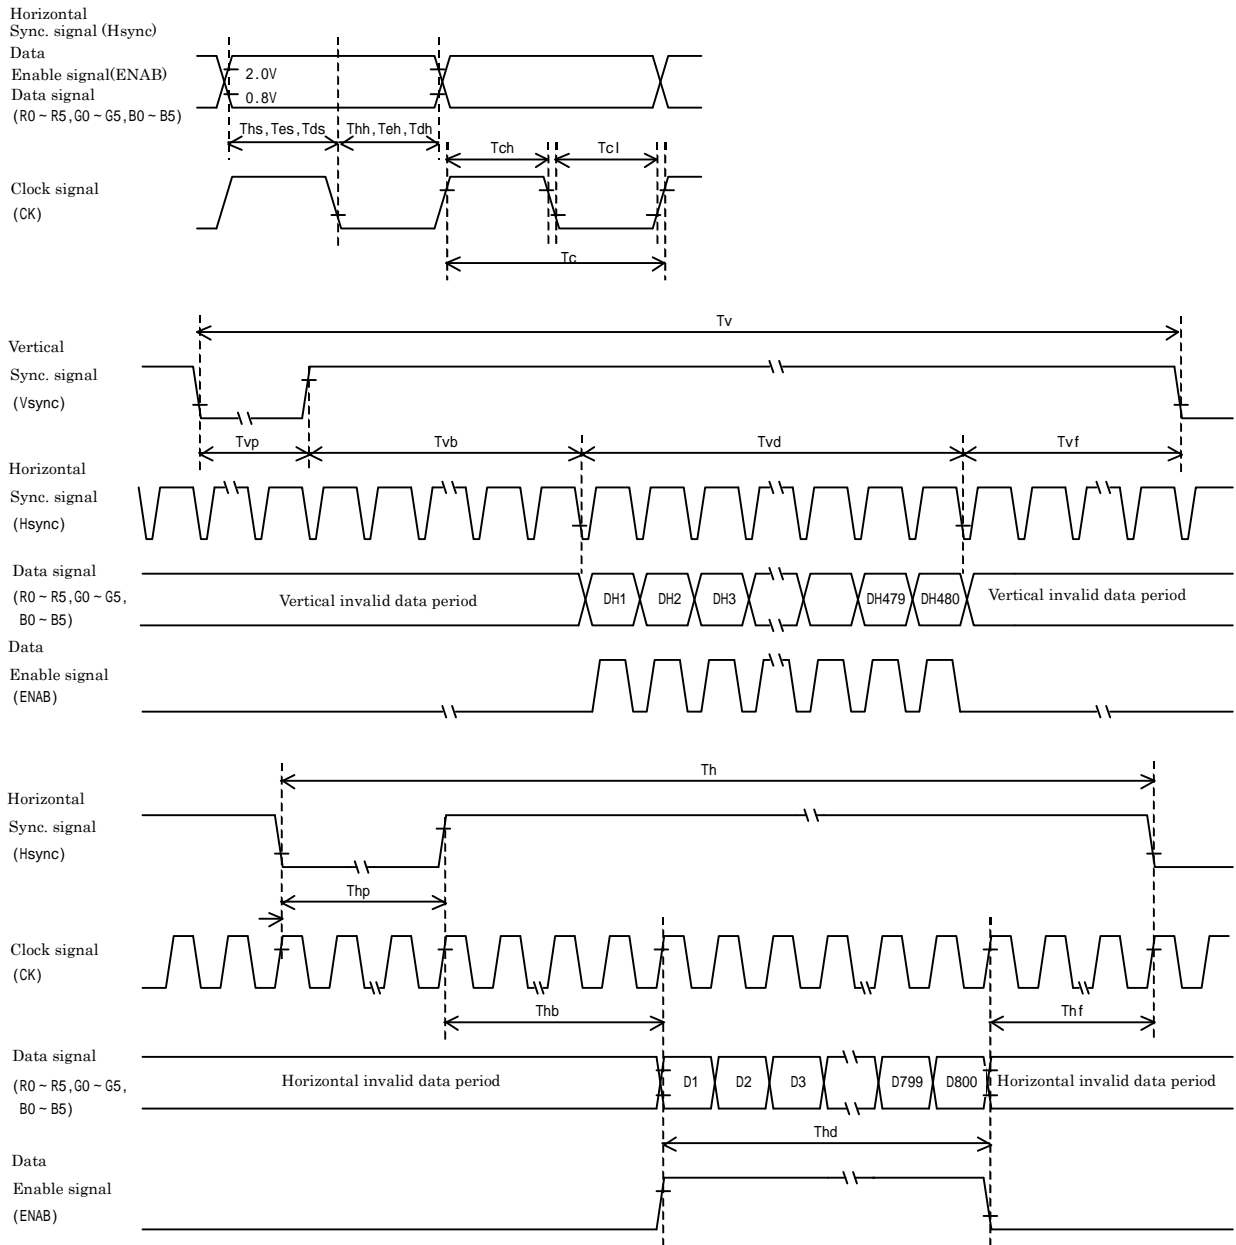 Horizontal
Sync. signal (Hsync)
Data
Enable signal(ENAB)
Data signal
(R0~R5,G0~G5,B0~B5)
2.0V
0.8V
Ths,Tes,Tds
Thh,Teh,Tdh
Tch
Tcl
Clock signal
(CK)
Tc
Tv
Vertical
Sync. signal
(Vsync)
Tvp
Tvb
Tvd
Tvf
Horizontal
Sync. signal
(Hsync)
Data signal
(R0~R5,G0~G5,
B0~B5)
Vertical invalid data period
DH1
DH2
DH3
DH479
DH480
Vertical invalid data period
Data
Enable signal
(ENAB)
Th
Horizontal
Sync. signal
(Hsync)
Thp
Clock signal
(CK)
Thb
Thf
Data signal
(R0~R5,G0~G5,
B0~B5)
Horizontal invalid data period
D1
D2
D3
D799
D800
Horizontal invalid data period
Thd
Data
Enable signal
(ENAB)